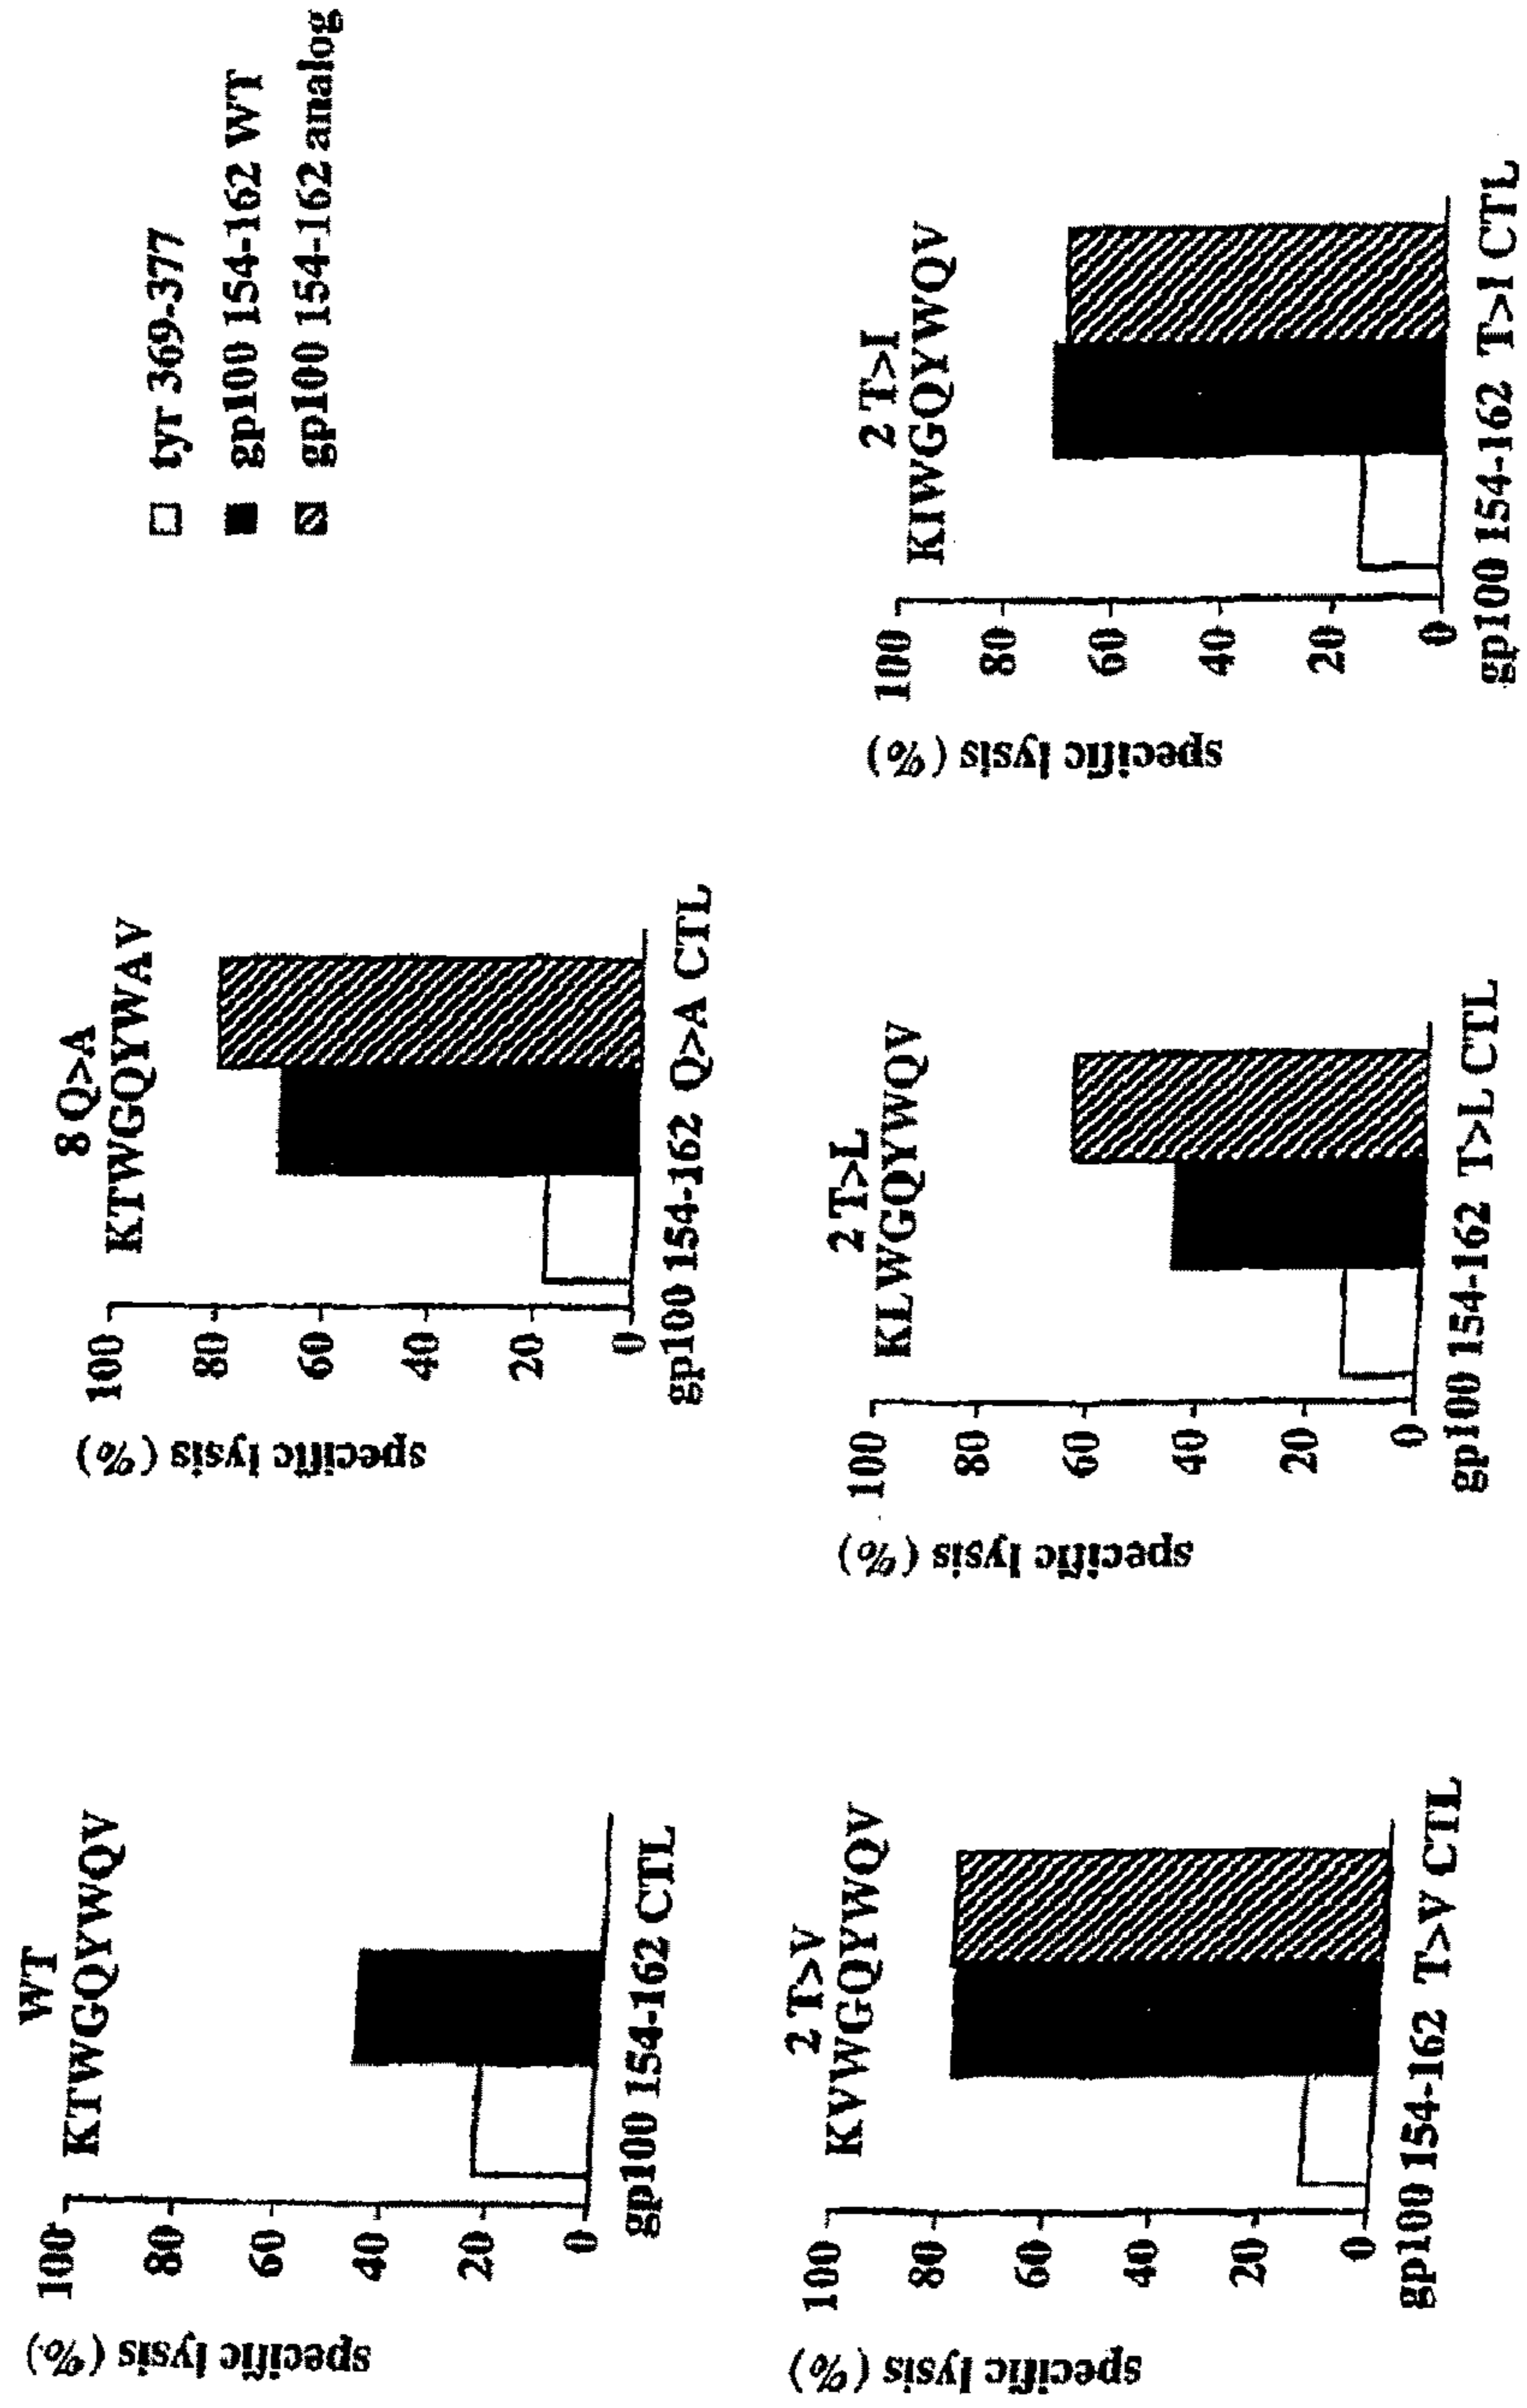 WT
KTWGQYWQV
specific lysis (%)
100
80
60
40
20
0
gp100 154-162 CTL
8 Q>A
KTWGQYWAV
specific lysis (%)
100
80
60
40
20
0
gp100 154-162 Q>A CTL
tyr 369-377
gp100 154-162 WT
gp100 154-162 analog
2 T>V
KVWGQYWQV
specific lysis (%)
100
80
60
40
20
0
gp100 154-162 T>V CTL
2 T>L
KLWGQYWQV
specific lysis (%)
100
80
60
40
20
0
gp100 154-162 T>L CTL
2 T>I
KIWGQYWQV
specific lysis (%)
100
80
60
40
20
0
gp100 154-162 T>I CTL